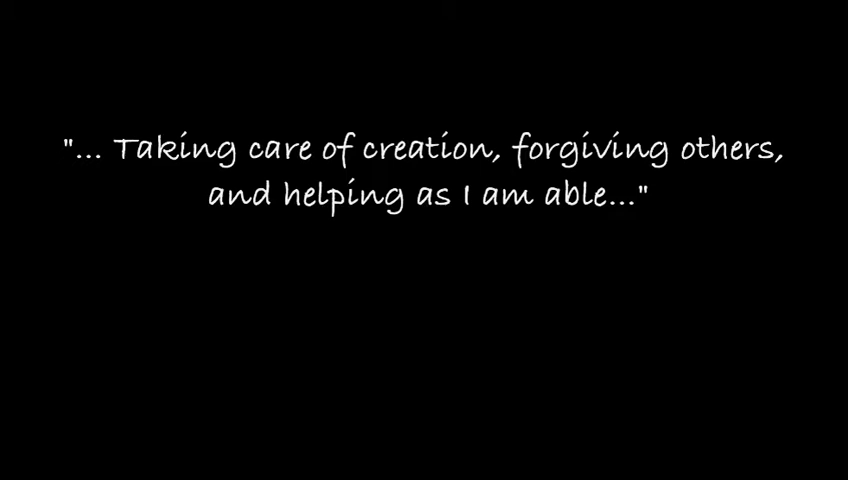 "... Taking care of creation, forgiving others,
and helping as I am able..."